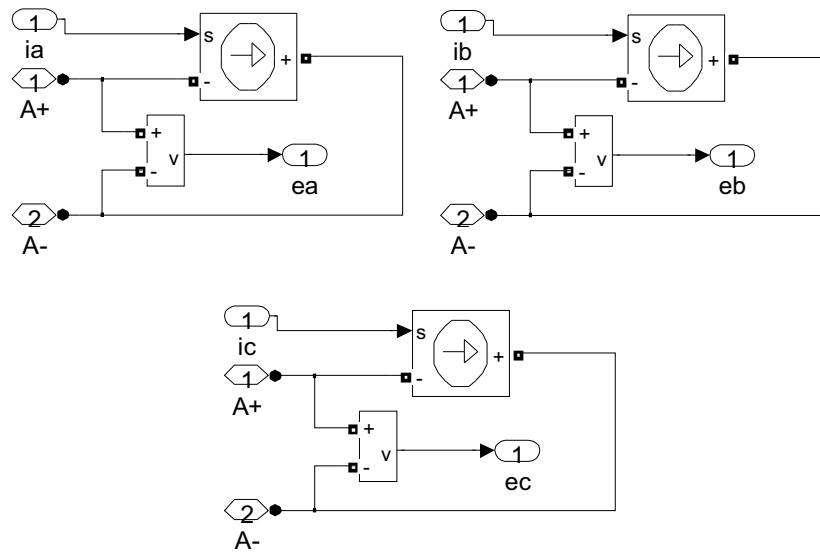 1
s
ia
+
1
-
A+
+
v
1
-
ea
2
A-
1
s
ib
+
1
-
A+
+
v
1
-
eb
2
A-
1
s
ic
+
1
-
A+
+
v
1
-
ec
2
A-